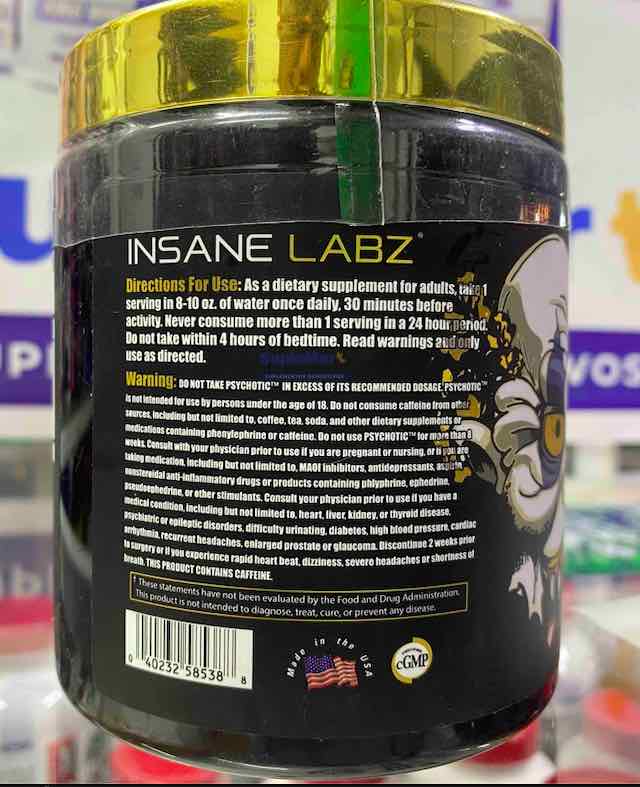 INSANE LABZ®
Directions For Use: As a dietary supplement for adults, take 1
serving in 8-10 oz. of water once daily, 30 minutes before
activity. Never consume more than 1 serving in a 24 hour period.
Do not take within 4 hours of bedtime. Read warnings and only
use as directed.
SuploMart
Warning: DO NOT TAKE PSYCHOTIC™ IN EXCESS OF ITS RECOMMENDED DOSAGE. PSYCHOTIC™
is not intended for use by persons under the age of 18. Do not consume caffeine from other
sources, including but not limited to, coffee, tea, soda, and other dietary supplements or
medications containing phenylephrine or caffeine. Do not use PSYCHOTIC™ for more than 8
weeks. Consult with your physician prior to use if you are pregnant or nursing, or if you are
taking medication, including but not limited to, MAOI inhibitors, antidepressants, aspirin,
nonsteroidal anti-inflammatory drugs or products containing phlyphrine, ephedrine,
pseudoephedrine, or other stimulants. Consult your physician prior to use if you have a
medical condition, including but not limited to, heart, liver, kidney, or thyroid disease,
psychiatric or epileptic disorders, difficulty urinating, diabetes, high blood pressure, cardiac
arrhythmia, recurrent headaches, enlarged prostate or glaucoma. Discontinue 2 weeks prior
to surgery or if you experience rapid heart beat, dizziness, severe headaches or shortness of
breath. THIS PRODUCT CONTAINS CAFFEINE.
† These statements have not been evaluated by the Food and Drug Administration.
This product is not intended to diagnose, treat, cure, or prevent any disease.
0 40232 58538 8
Made in the USA
cGMP